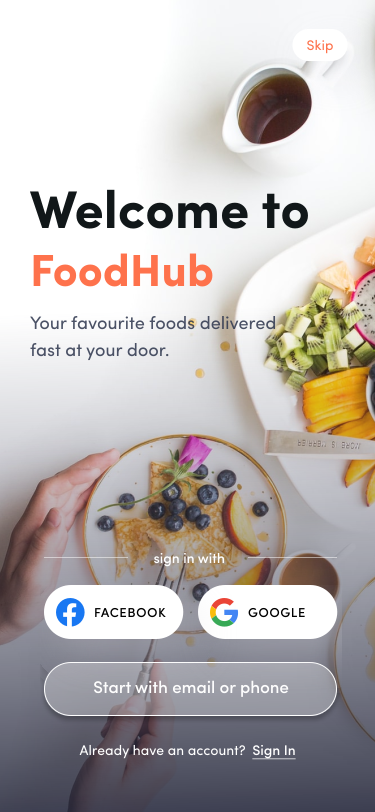 Skip
Welcome to
FoodHub
Your favourite foods delivered
fast at your door.
sign in with
FACEBOOK
GOOGLE
Start with email or phone
Already have an account? Sign In